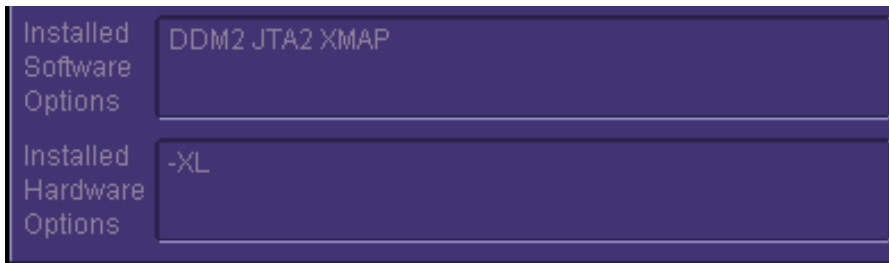 Installed
Software
Options
DDM2 JTA2 XMAP
Installed
Hardware
Options
-XL